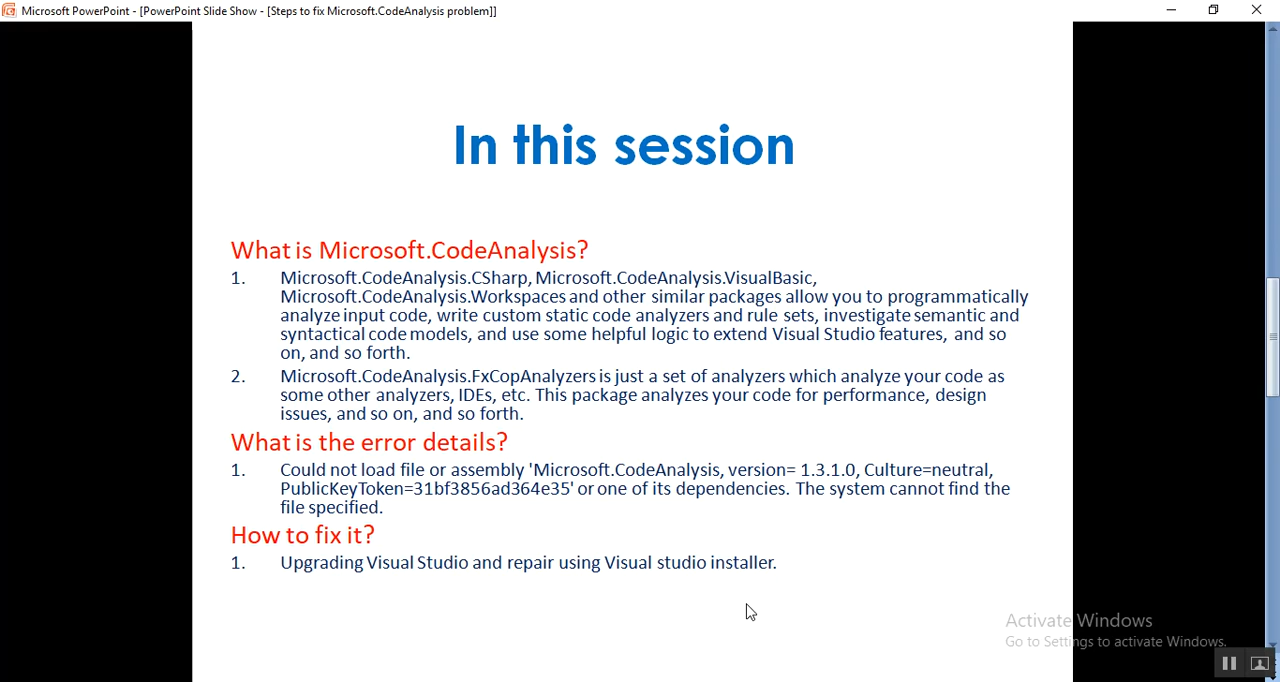 Microsoft PowerPoint - [PowerPoint Slide Show - [Steps to fix Microsoft.CodeAnalysis problem]]
In this session
What is Microsoft.CodeAnalysis?
1. Microsoft.CodeAnalysis.CSharp, Microsoft.CodeAnalysis.VisualBasic,
Microsoft.CodeAnalysis.Workspaces and other similar packages allow you to programmatically
analyze input code, write custom static code analyzers and rule sets, investigate semantic and
syntactical code models, and use some helpful logic to extend Visual Studio features, and so
on, and so forth.
2. Microsoft.CodeAnalysis.FxCopAnalyzers is just a set of analyzers which analyze your code as
some other analyzers, IDEs, etc. This package analyzes your code for performance, design
issues, and so on, and so forth.
What is the error details?
1. Could not load file or assembly 'Microsoft.CodeAnalysis, version= 1.3.1.0, Culture=neutral,
PublicKeyToken=31bf3856ad364e35' or one of its dependencies. The system cannot find the
file specified.
How to fix it?
1. Upgrading Visual Studio and repair using Visual studio installer.
Activate Windows
Go to Settings to activate Windows.